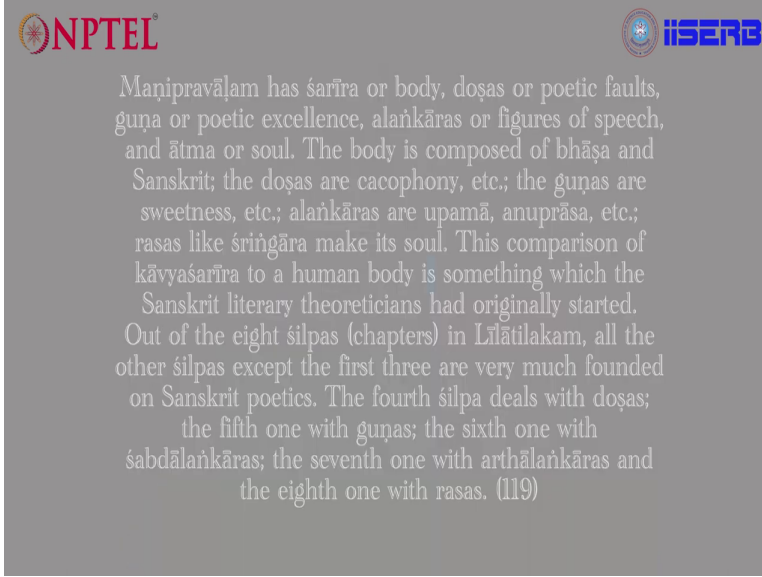 NPTEL
IISERB
Maṇipravāḷam has śarīra or body, doṣas or poetic faults,
guṇa or poetic excellence, alaṅkāras or figures of speech,
and ātma or soul. The body is composed of bhāṣa and
Sanskrit; the doṣas are cacophony, etc.; the guṇas are
sweetness, etc.; alaṅkāras are upamā, anuprāsa, etc.;
rasas like śriṅgāra make its soul. This comparison of
kāvyaśarīra to a human body is something which the
Sanskrit literary theoreticians had originally started.
Out of the eight śilpas (chapters) in Līlātilakam, all the
other śilpas except the first three are very much founded
on Sanskrit poetics. The fourth śilpa deals with doṣas;
the fifth one with guṇas; the sixth one with
śabdālaṅkāras; the seventh one with arthālaṅkāras and
the eighth one with rasas. (119)